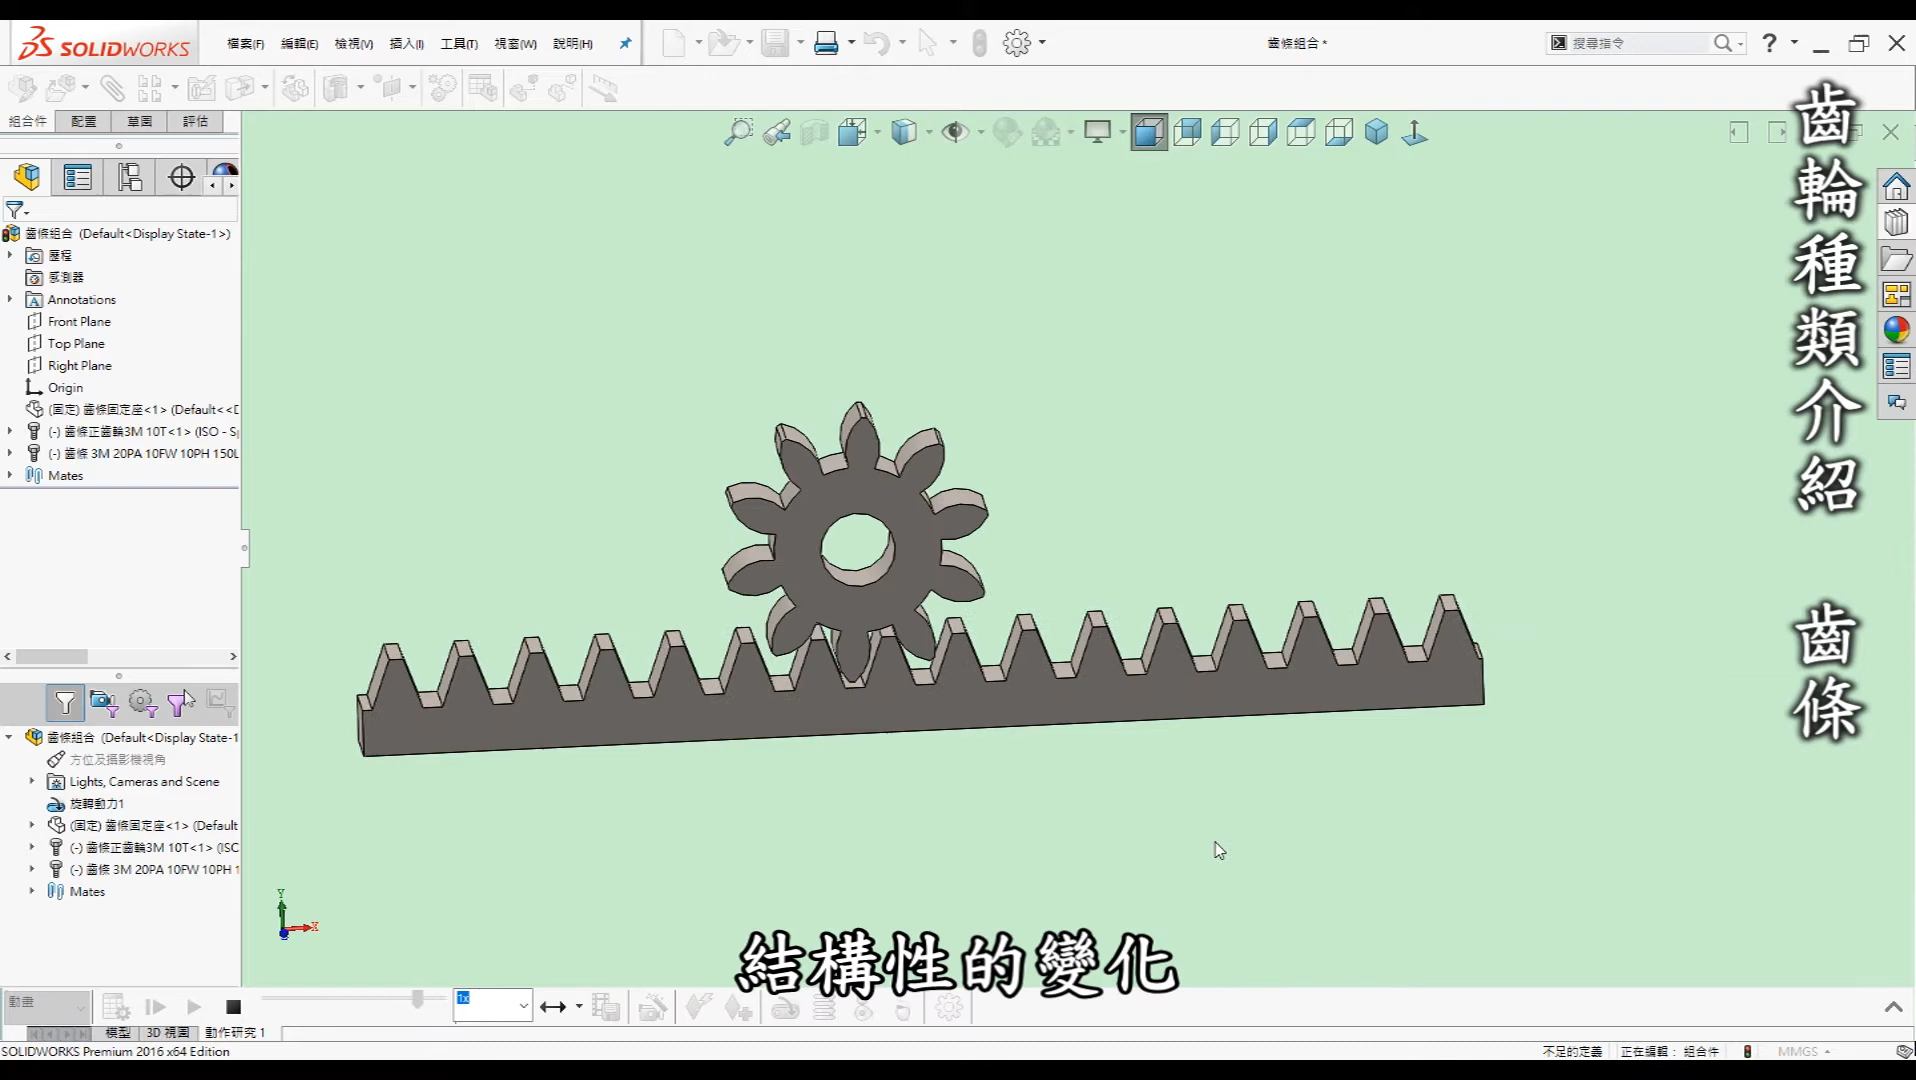 SOLIDWORKS
檔案(F)
編輯(E)
檢視(V)
插入(I)
工具(T)
視窗(W)
說明(H)
齒條組合 *
搜尋指令
?
組合件
配置
草圖
評估
齒條組合 (Default<Display State-1>)
歷程
感測器
Annotations
Front Plane
Top Plane
Right Plane
Origin
(固定) 齒條固定座<1> (Default<<D
(-) 齒條正齒輪3M 10T<1> (ISO - Sp
(-) 齒條 3M 20PA 10FW 10PH 150L
Mates
齒條組合 (Default<Display State-1
方位及攝影機視角
Lights, Cameras and Scene
旋轉動力1
(固定) 齒條固定座<1> (Default
(-) 齒條正齒輪3M 10T<1> (ISC
(-) 齒條 3M 20PA 10FW 10PH 1
Mates
Y
X
齒輪種類介紹 齒條
結構性的變化
動畫
1x
模型
3D 視圖
動作研究 1
SOLIDWORKS Premium 2016 x64 Edition
不足的定義
正在編輯： 組合件
MMGS